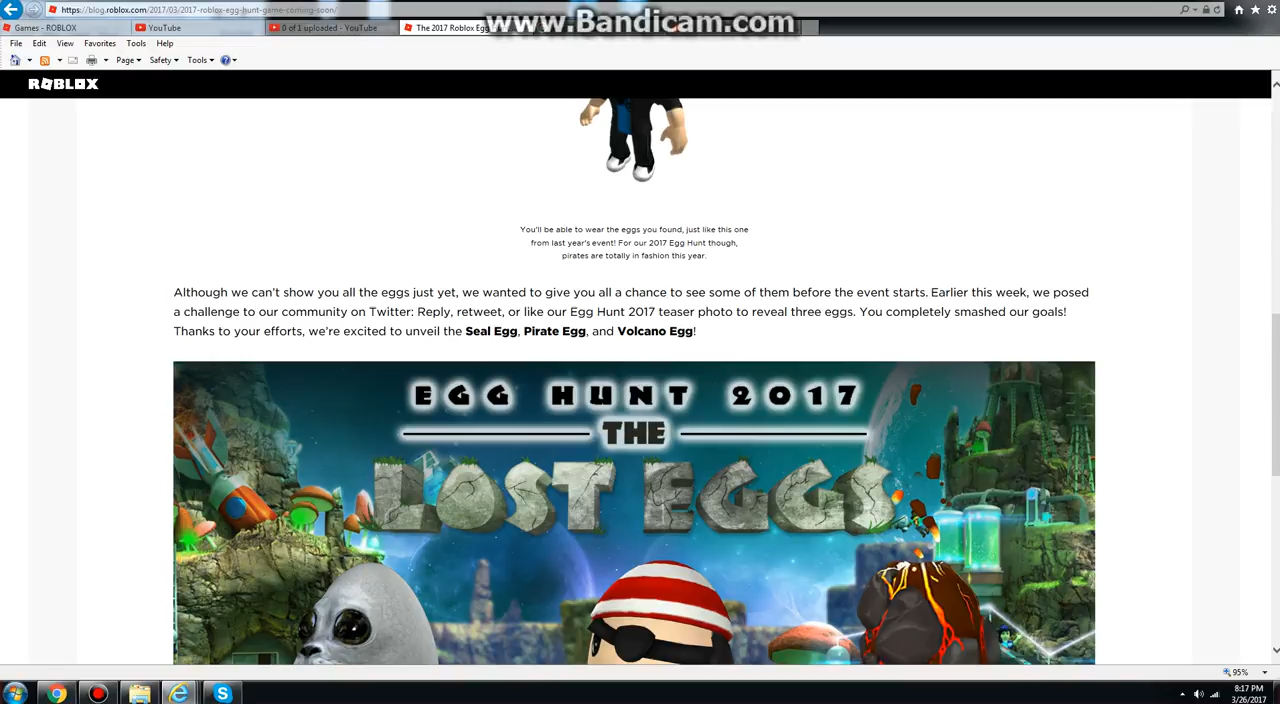 https://blog.roblox.com/2017/03/2017-roblox-egg-hunt-game-coming-soon/
www.Bandicam.com
Games - ROBLOX
YouTube
0 of 1 uploaded - YouTube
The 2017 Roblox Egg
File Edit View Favorites Tools Help
Page Safety Tools
ROBLOX
You'll be able to wear the eggs you found, just like this one
from last year's event! For our 2017 Egg Hunt though,
pirates are totally in fashion this year.
Although we can't show you all the eggs just yet, we wanted to give you all a chance to see some of them before the event starts. Earlier this week, we posed
a challenge to our community on Twitter: Reply, retweet, or like our Egg Hunt 2017 teaser photo to reveal three eggs. You completely smashed our goals!
Thanks to your efforts, we're excited to unveil the Seal Egg, Pirate Egg, and Volcano Egg!
EGG HUNT 2017
THE
LOST EGGS
95%
8:17 PM
3/26/2017